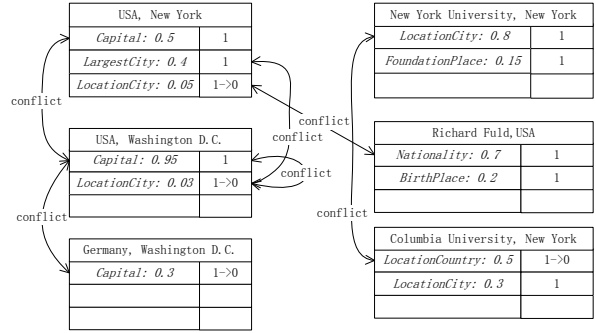 USA, New York
Capital: 0.5 1
LargestCity: 0.4 1
LocationCity: 0.05 1->0
conflict
USA, Washington D.C.
Capital: 0.95 1
LocationCity: 0.03 1->0
conflict
conflict
conflict
conflict
Germany, Washington D.C.
Capital: 0.3 1->0
New York University, New York
LocationCity: 0.8 1
FoundationPlace: 0.15 1
Richard Fuld,USA
Nationality: 0.7 1
BirthPlace: 0.2 1
conflict
Columbia University, New York
LocationCountry: 0.5 1->0
LocationCity: 0.3 1